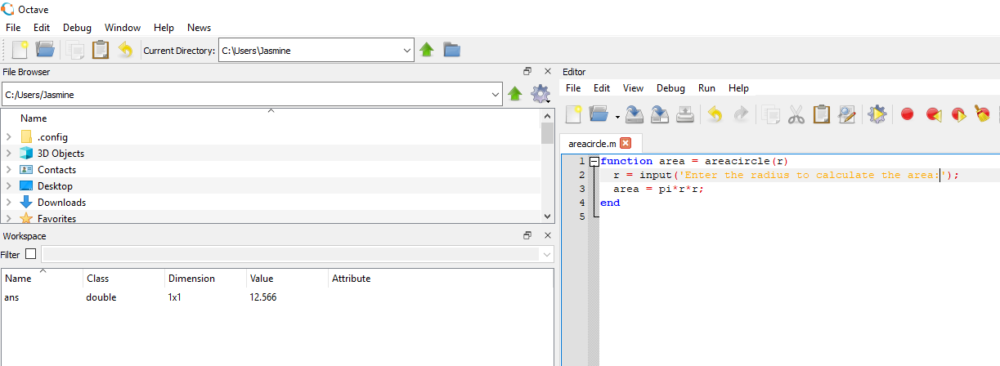 Octave
File Edit Debug Window Help News
Current Directory: C:\Users\Jasmine
File Browser
C:/Users/Jasmine
Name
.config
3D Objects
Contacts
Desktop
Downloads
Favorites
Workspace
Filter
Name Class Dimension Value Attribute
ans double 1x1 12.566
Editor
File Edit View Debug Run Help
areacircle.m
1 function area = areacircle(r)
2 r = input('Enter the radius to calculate the area:');
3 area = pi*r*r;
4 end
5